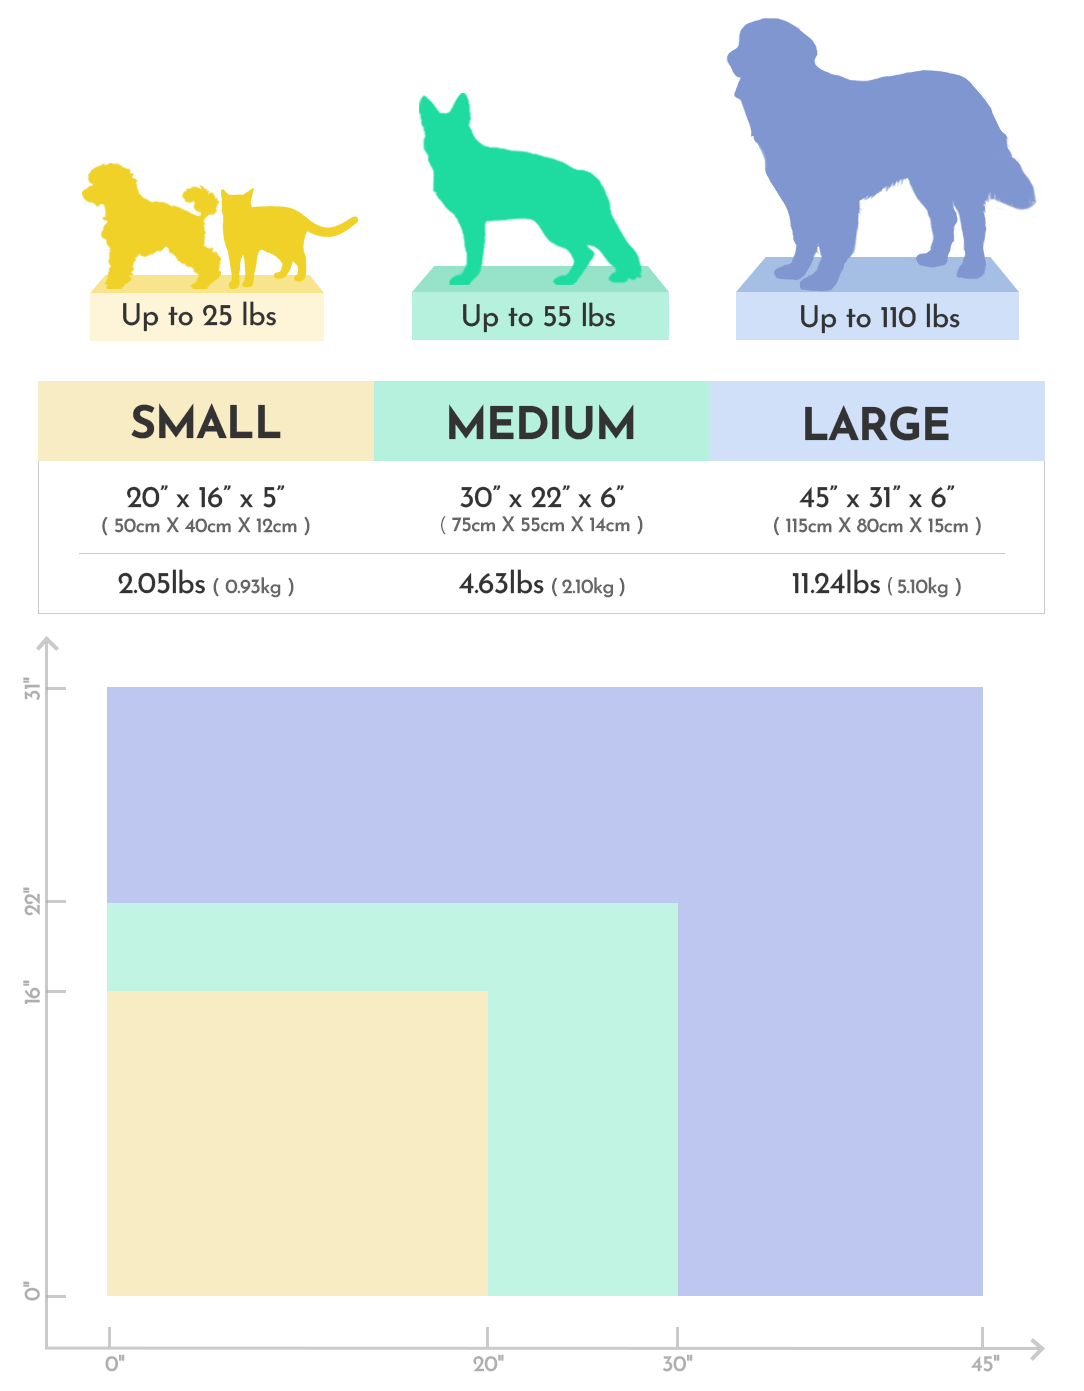 Up to 25 lbs
Up to 55 lbs
Up to 110 lbs
SMALL
MEDIUM
LARGE
20” x 16” x 5”
( 50cm X 40cm X 12cm )
30” x 22” x 6”
( 75cm X 55cm X 14cm )
45” x 31” x 6”
( 115cm X 80cm X 15cm )
2.05lbs ( 0.93kg )
4.63lbs ( 2.10kg )
11.24lbs ( 5.10kg )
31"
22"
16"
0"
0"
20"
30"
45"